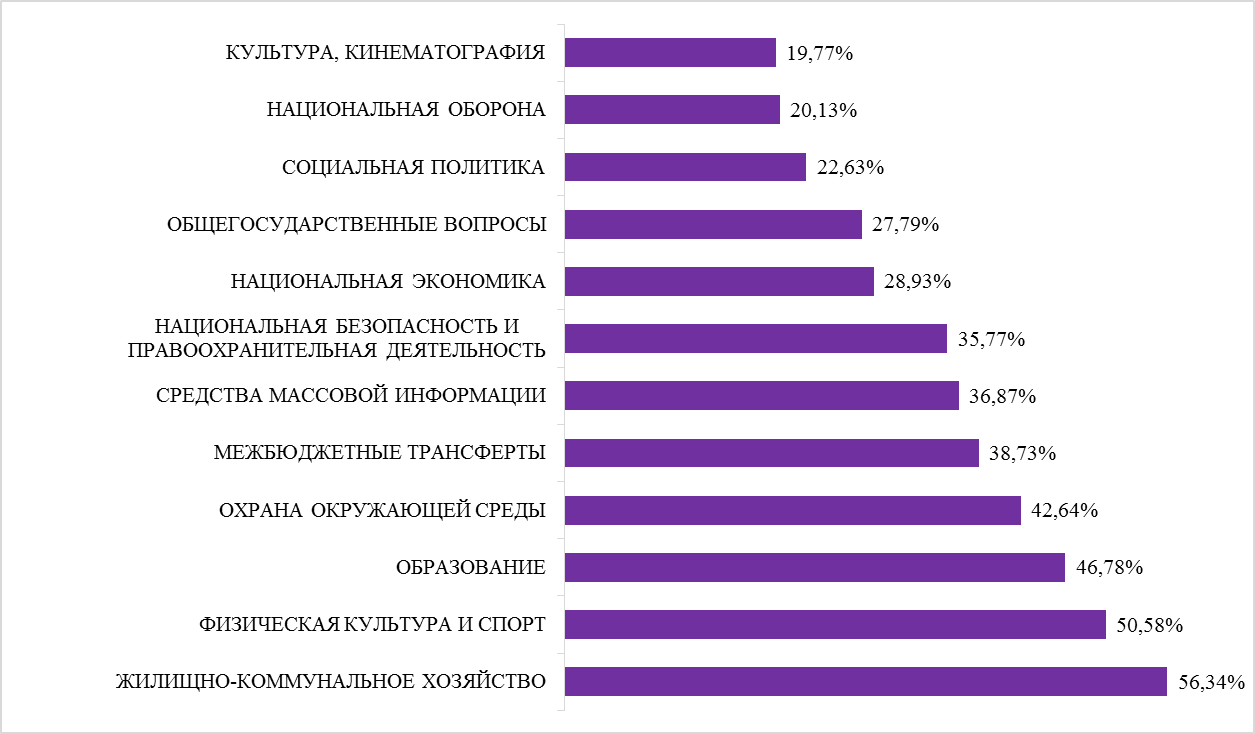 КУЛЬТУРА, КИНЕМАТОГРАФИЯ 19,77%
НАЦИОНАЛЬНАЯ ОБОРОНА 20,13%
СОЦИАЛЬНАЯ ПОЛИТИКА 22,63%
ОБЩЕГОСУДАРСТВЕННЫЕ ВОПРОСЫ 27,79%
НАЦИОНАЛЬНАЯ ЭКОНОМИКА 28,93%
НАЦИОНАЛЬНАЯ БЕЗОПАСНОСТЬ И
ПРАВООХРАНИТЕЛЬНАЯ ДЕЯТЕЛЬНОСТЬ 35,77%
СРЕДСТВА МАССОВОЙ ИНФОРМАЦИИ 36,87%
МЕЖБЮДЖЕТНЫЕ ТРАНСФЕРТЫ 38,73%
ОХРАНА ОКРУЖАЮЩЕЙ СРЕДЫ 42,64%
ОБРАЗОВАНИЕ 46,78%
ФИЗИЧЕСКАЯ КУЛЬТУРА И СПОРТ 50,58%
ЖИЛИЩНО-КОММУНАЛЬНОЕ ХОЗЯЙСТВО 56,34%